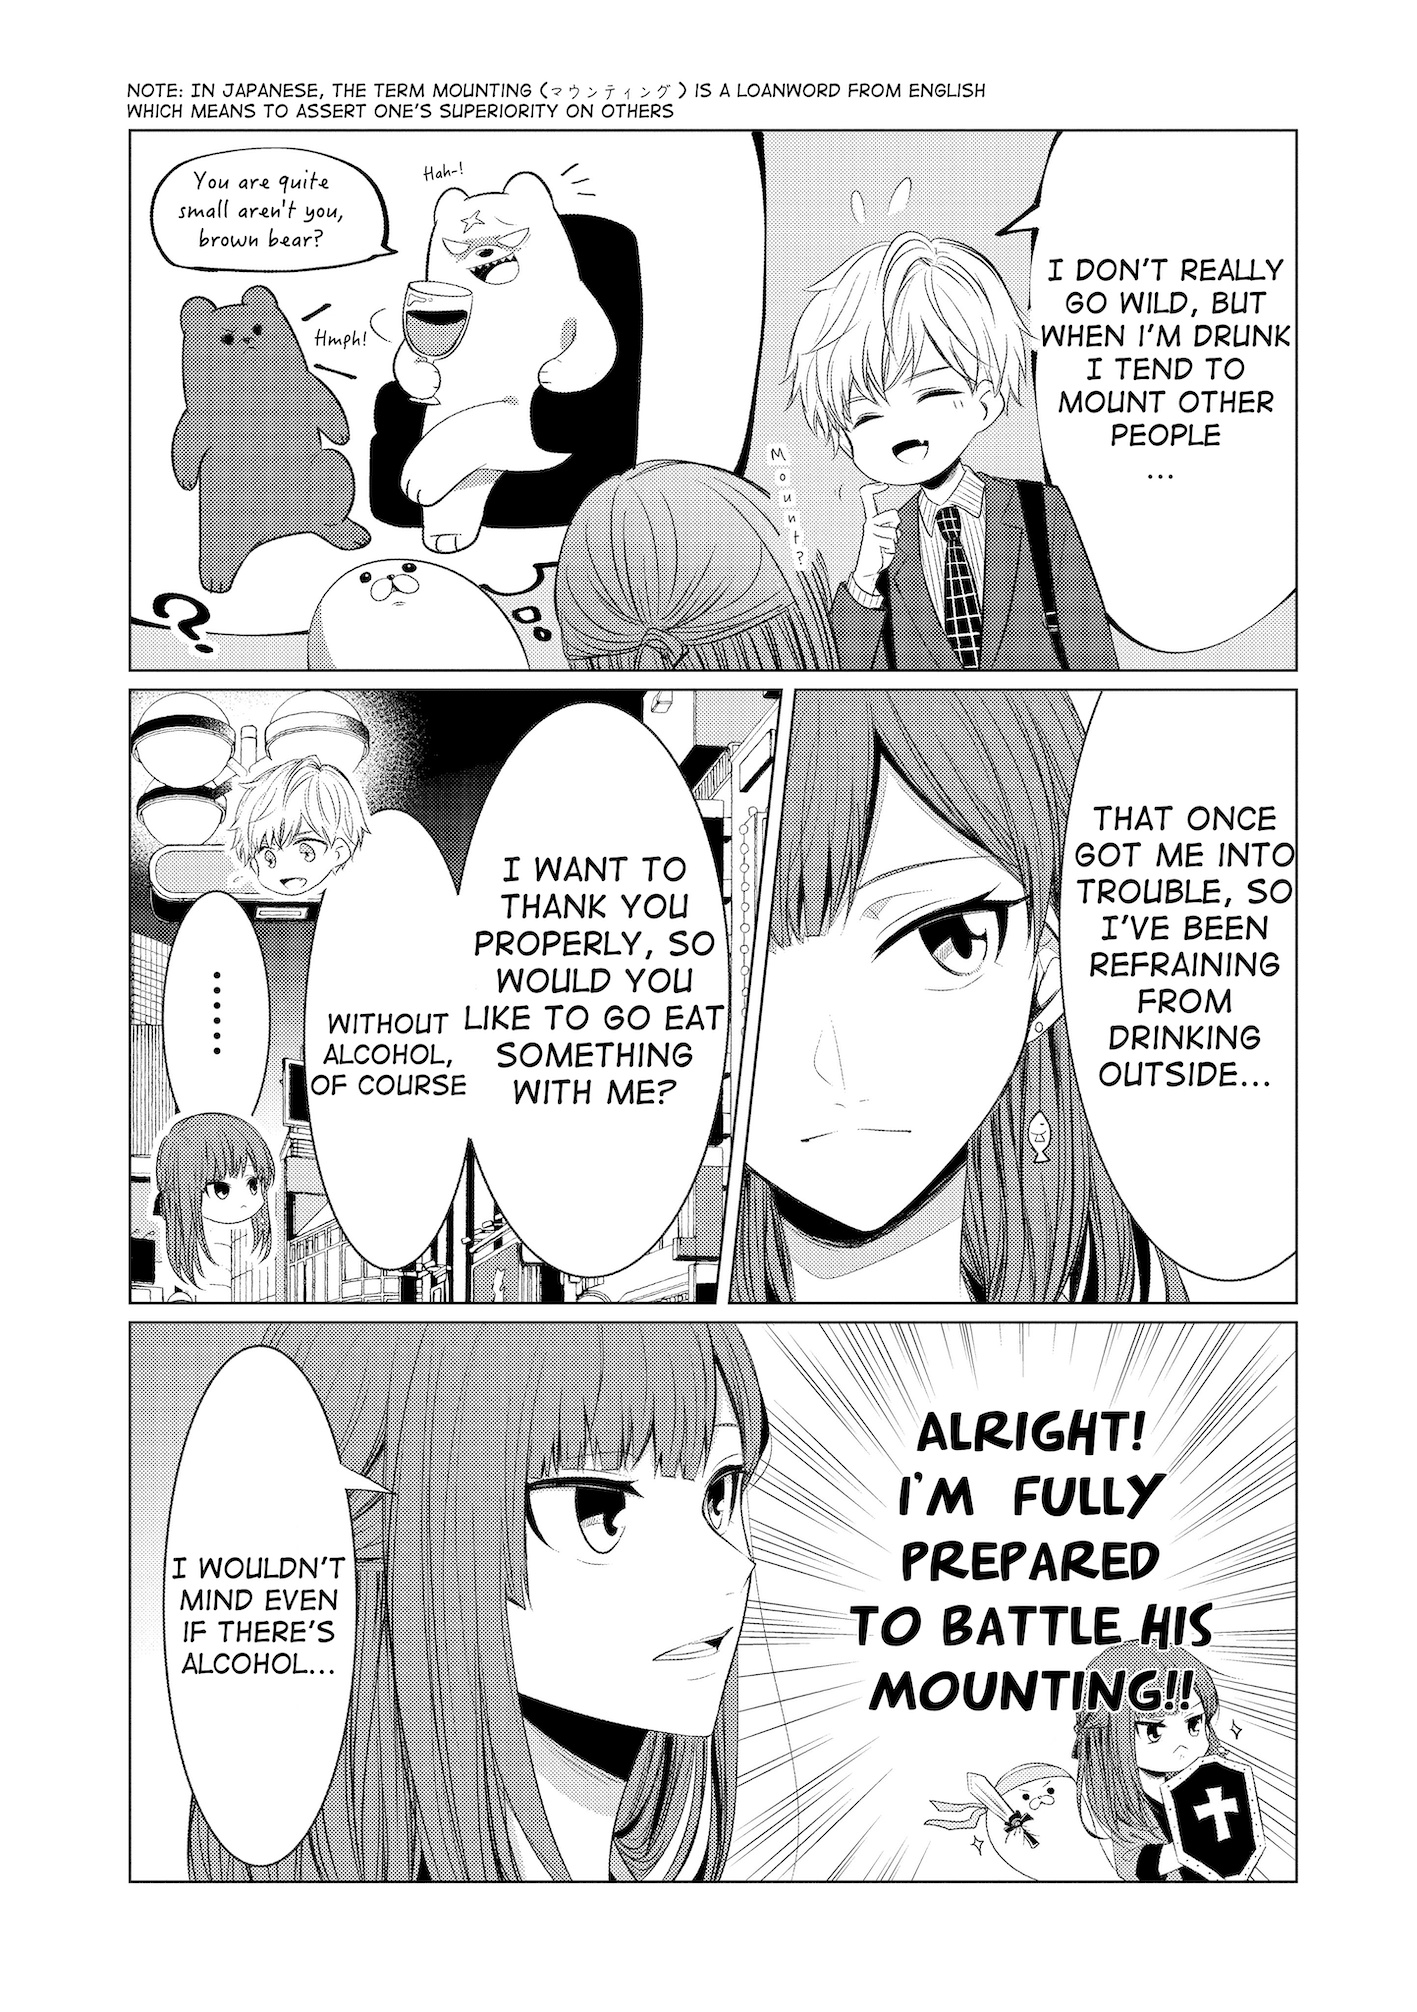 NOTE: IN JAPANESE, THE TERM MOUNTING (マウンティング) IS A LOANWORD FROM ENGLISH
WHICH MEANS TO ASSERT ONE'S SUPERIORITY ON OTHERS
I DON'T REALLY
GO WILD, BUT
WHEN I'M DRUNK
I TEND TO
MOUNT OTHER
PEOPLE
...
Mount?
Hah-!
You are quite
small aren't you,
brown bear?
Hmph!
?
THAT ONCE
GOT ME INTO
TROUBLE, SO
I'VE BEEN
REFRAINING
FROM
DRINKING
OUTSIDE...
I WANT TO
THANK YOU
PROPERLY, SO
WOULD YOU
LIKE TO GO EAT
SOMETHING
WITH ME?
WITHOUT
ALCOHOL,
OF COURSE
......
ALRIGHT!
I'M FULLY
PREPARED
TO BATTLE HIS
MOUNTING!!
I WOULDN'T
MIND EVEN
IF THERE'S
ALCOHOL...